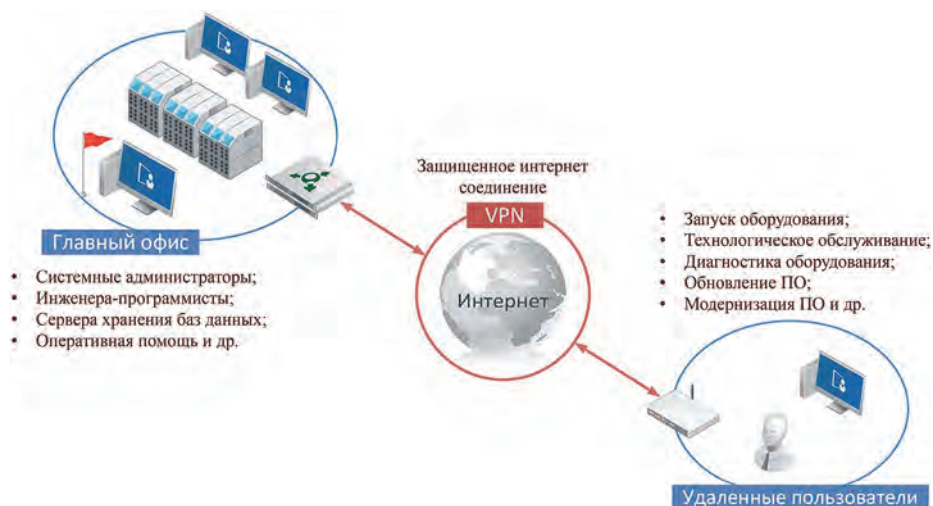 Защищенное интернет
соединение
VPN
Интернет
Главный офис
• Системные администраторы;
• Инженера-программисты;
• Сервера хранения баз данных;
• Оперативная помощь и др.
• Запуск оборудования;
• Технологическое обслуживание;
• Диагностика оборудования;
• Обновление ПО;
• Модернизация ПО и др.
Удаленные пользователи